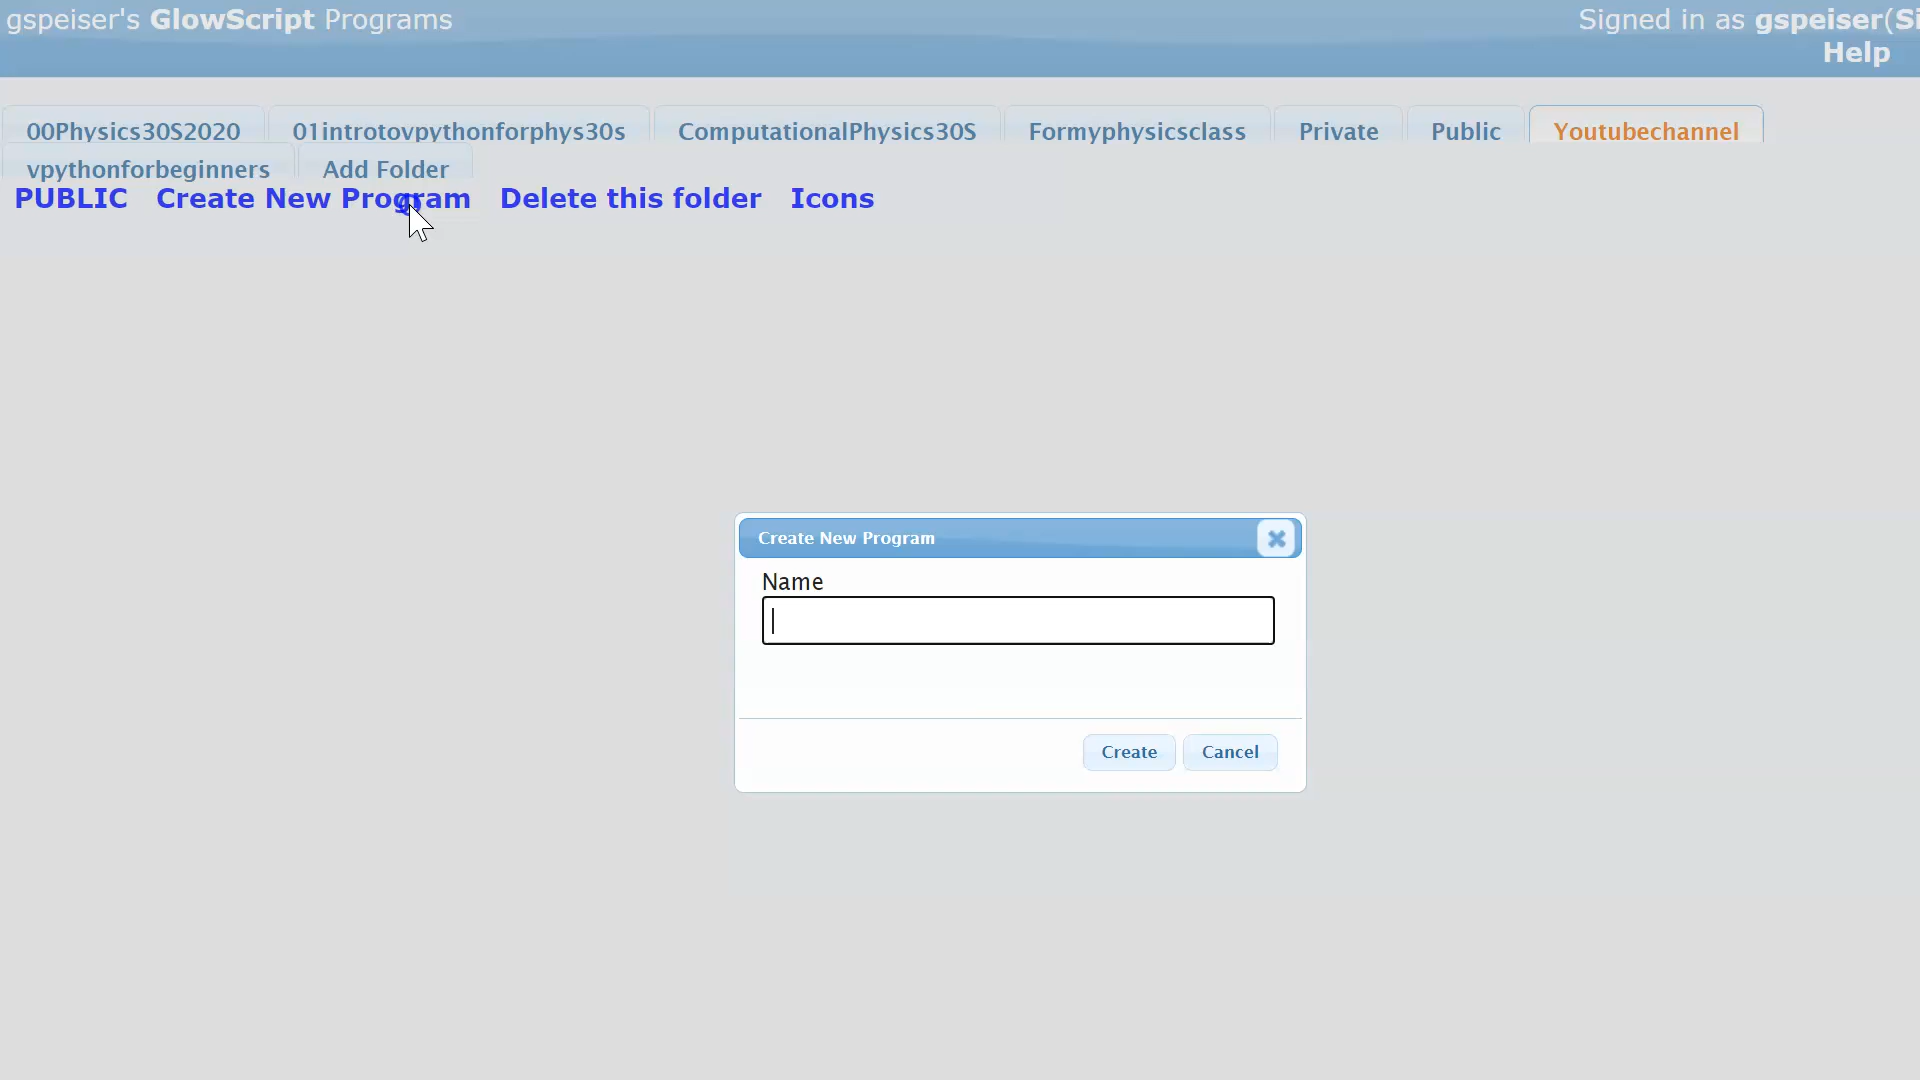 gspeiser's GlowScript Programs
Signed in as gspeiser(Si
Help
00Physics30S2020 01introtovpythonforphys30s ComputationalPhysics30S Formyphysicsclass Private Public Youtubechannel
vpythonforbeginners Add Folder
PUBLIC Create New Program Delete this folder Icons
Create New Program
Name
Create Cancel